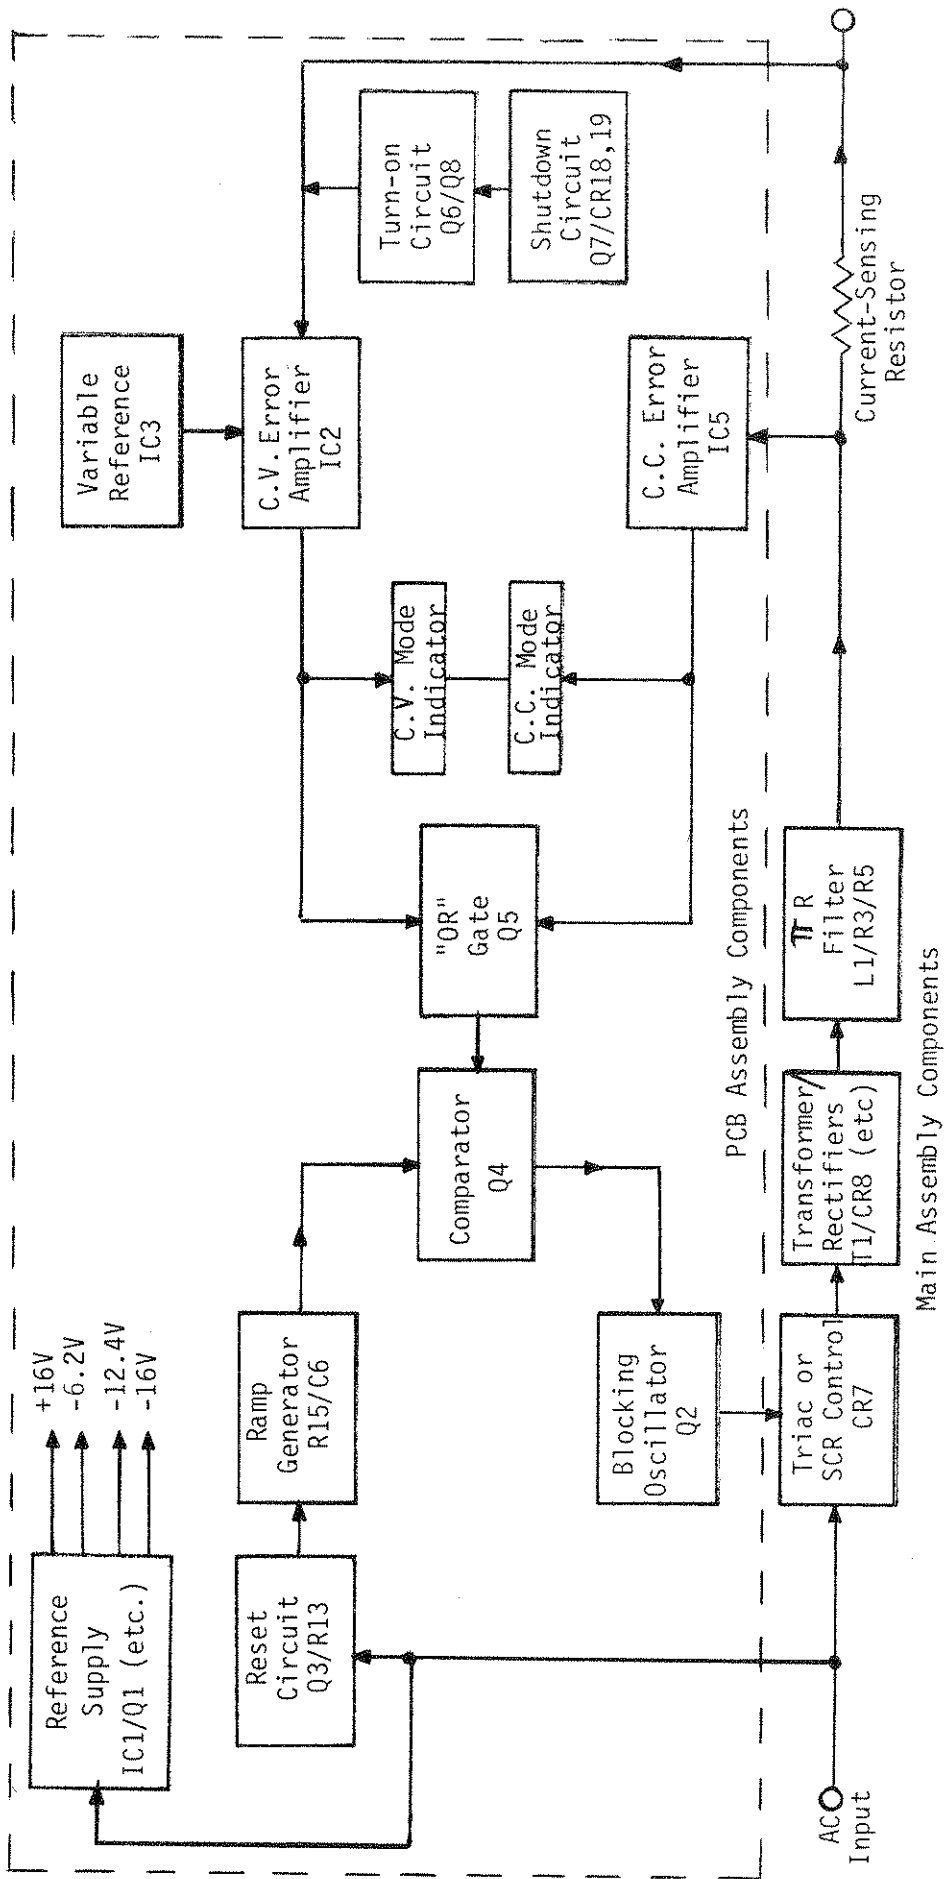 Reference
Supply
IC1/Q1 (etc.)
+16V
-6.2V
-12.4V
-16V
Variable
Reference
IC3
Reset
Circuit
Q3/R13
Ramp
Generator
R15/C6
C.V. Error
Amplifier
IC2
Turn-on
Circuit
Q6/Q8
Shutdown
Circuit
Q7/CR18,19
C.V. Mode
Indicator
C.C. Mode
Indicator
"OR"
Gate
Q5
Comparator
Q4
Blocking
Oscillator
Q2
C.C. Error
Amplifier
IC5
PCB Assembly Components
AC
Input
Triac or
SCR Control
CR7
Transformer/
Rectifiers
T1/CR8 (etc)
π R
Filter
L1/R3/R5
Current-Sensing
Resistor
Main Assembly Components